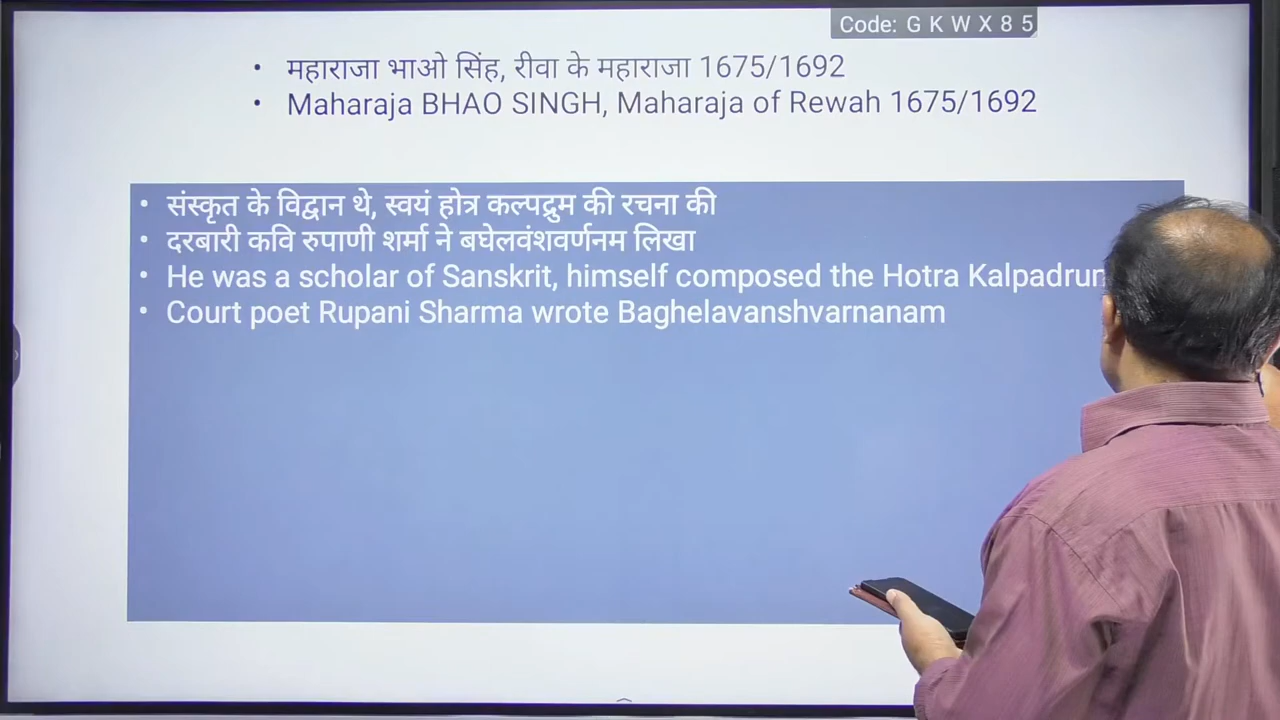 Code: G K W X 8 5
• महाराजा भाओ सिंह, रीवा के महाराजा 1675/1692
• Maharaja BHAO SINGH, Maharaja of Rewah 1675/1692
• संस्कृत के विद्वान थे, स्वयं होत्र कल्पद्रुम की रचना की
• दरबारी कवि रुपाणी शर्मा ने बघेलवंशवर्णनम लिखा
• He was a scholar of Sanskrit, himself composed the Hotra
• Court poet Rupani Sharma wrote Baghelavanshvarnanam